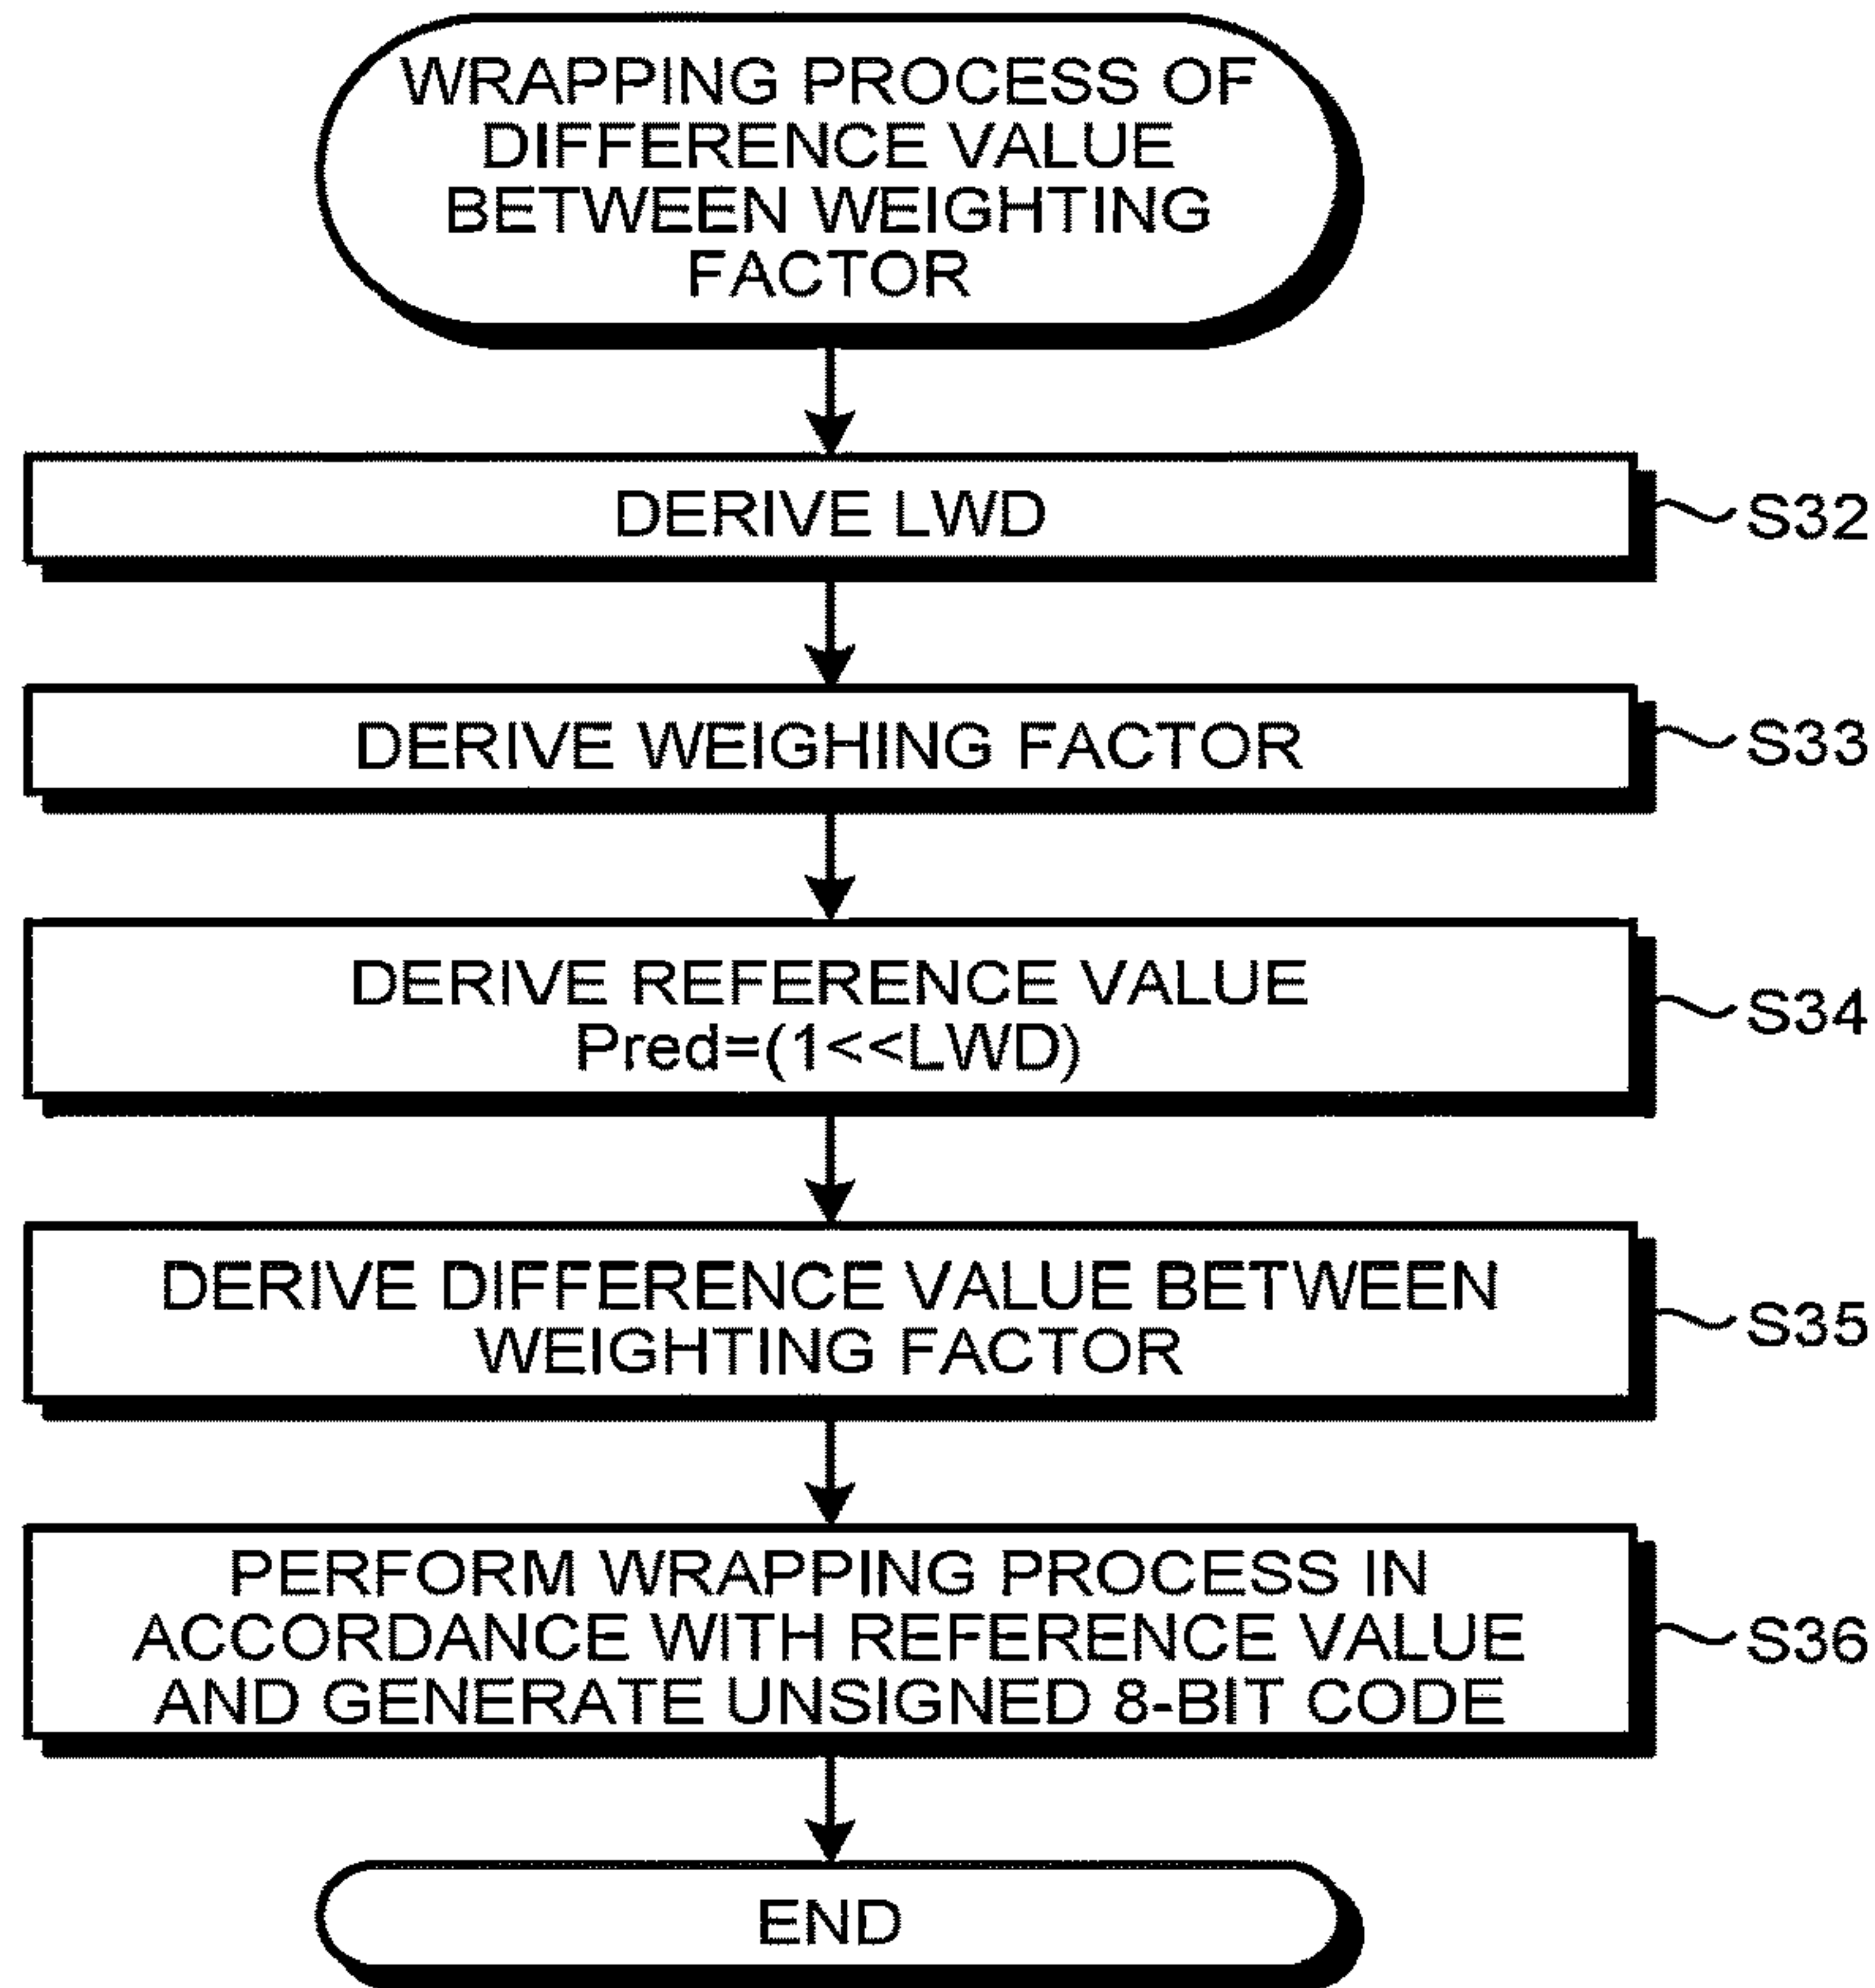 WRAPPING PROCESS OF
DIFFERENCE VALUE
BETWEEN WEIGHTING
FACTOR
DERIVE LWD
S32
DERIVE WEIGHING FACTOR
S33
DERIVE REFERENCE VALUE
Pred=(1<<LWD)
S34
DERIVE DIFFERENCE VALUE BETWEEN
WEIGHTING FACTOR
S35
PERFORM WRAPPING PROCESS IN
ACCORDANCE WITH REFERENCE VALUE
AND GENERATE UNSIGNED 8-BIT CODE
S36
END